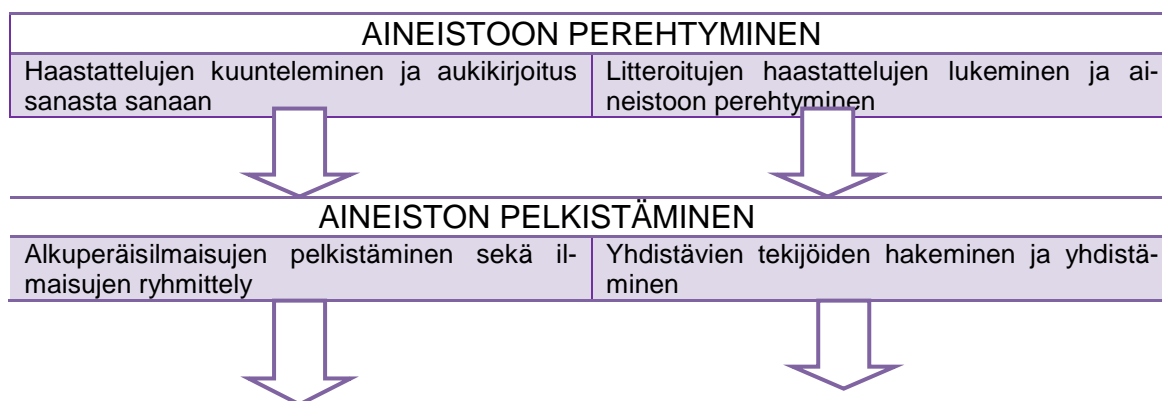 AINEISTOON PEREHTYMINEN
Haastattelujen kuunteleminen ja aukikirjoitus
sanasta sanaan
Litteroitujen haastattelujen lukeminen ja ai-
neistoon perehtyminen
AINEISTON PELKISTÄMINEN
Alkuperäisilmaisujen pelkistäminen sekä il-
maisujen ryhmittely
Yhdistävien tekijöiden hakeminen ja yhdistä-
minen